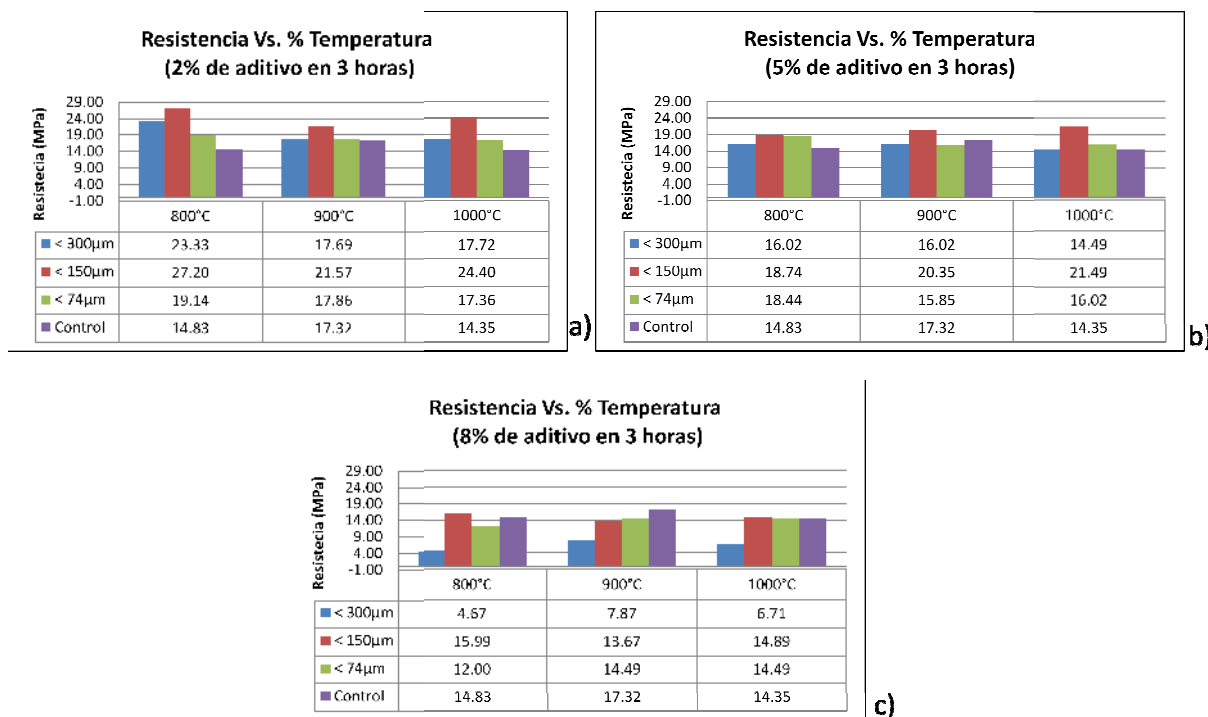 Resistencia Vs. % Temperatura
(2% de aditivo en 3 horas)
Resistecia (MPa)
29.00
24.00
19.00
14.00
9.00
4.00
-1.00
800°C 900°C 1000°C
< 300µm 23.33 17.69 17.72
< 150µm 27.20 21.57 24.40
< 74µm 19.14 17.86 17.36
Control 14.83 17.32 14.35
a)
Resistencia Vs. % Temperatura
(5% de aditivo en 3 horas)
Resistecia (MPa)
29.00
24.00
19.00
14.00
9.00
4.00
-1.00
800°C 900°C 1000°C
< 300µm 16.02 16.02 14.49
< 150µm 18.74 20.35 21.49
< 74µm 18.44 15.85 16.02
Control 14.83 17.32 14.35
b)
Resistencia Vs. % Temperatura
(8% de aditivo en 3 horas)
Resistecia (MPa)
29.00
24.00
19.00
14.00
9.00
4.00
-1.00
800°C 900°C 1000°C
< 300µm 4.67 7.87 6.71
< 150µm 15.99 13.67 14.89
< 74µm 12.00 14.49 14.49
Control 14.83 17.32 14.35
c)